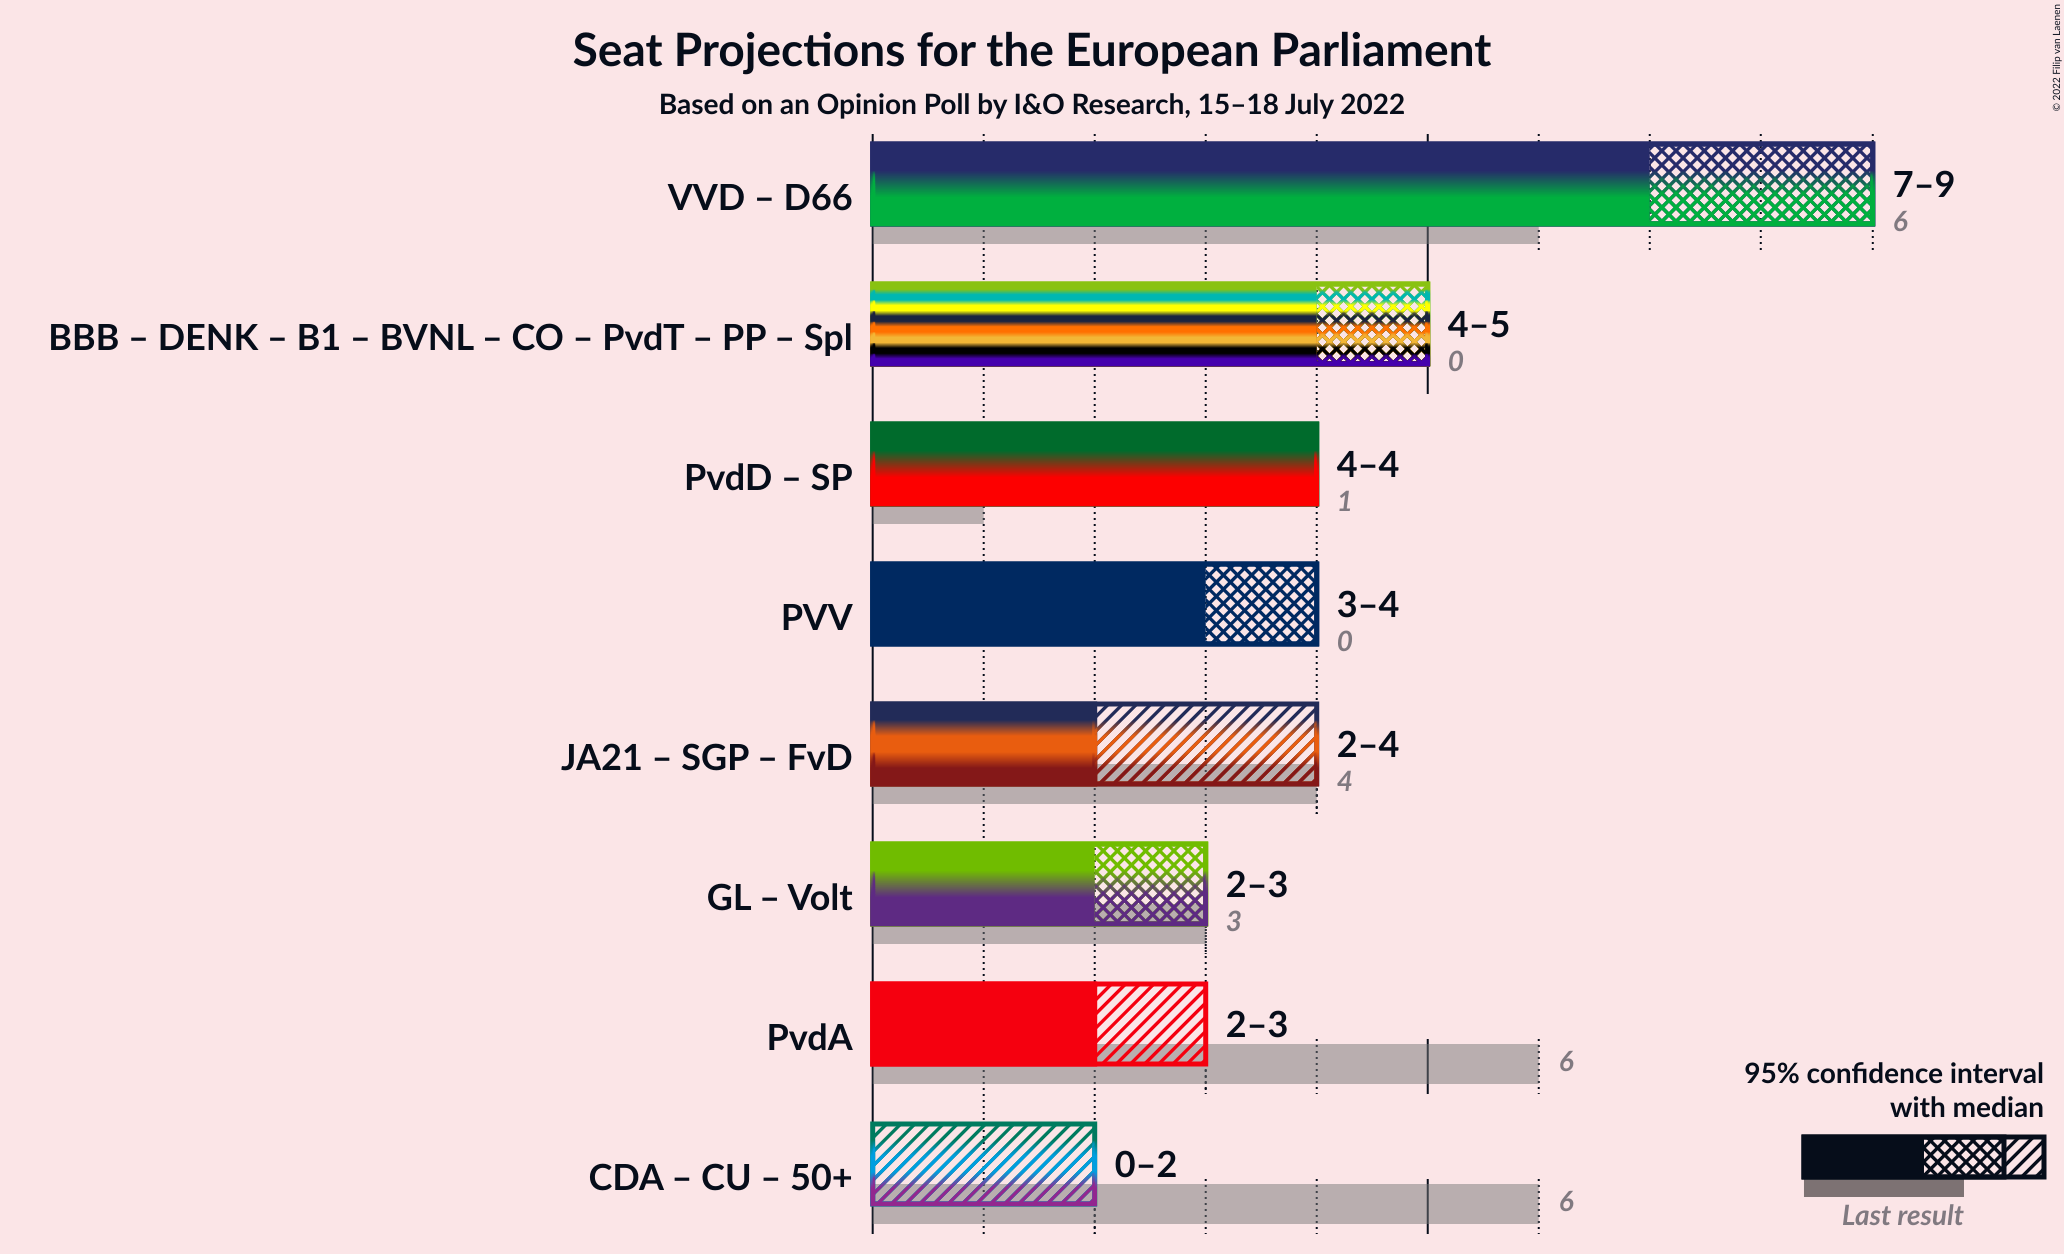 Seat Projections for the European Parliament
Based on an Opinion Poll by I&O Research, 15–18 July 2022
© 2022 Filip van Laenen
VVD – D66
7–9
6
BBB – DENK – B1 – BVNL – CO – PvdT – PP – Spl
4–5
0
PvdD – SP
4–4
1
PVV
3–4
0
JA21 – SGP – FvD
2–4
4
GL – Volt
2–3
3
PvdA
2–3
6
CDA – CU – 50+
0–2
6
95% confidence interval
with median
Last result